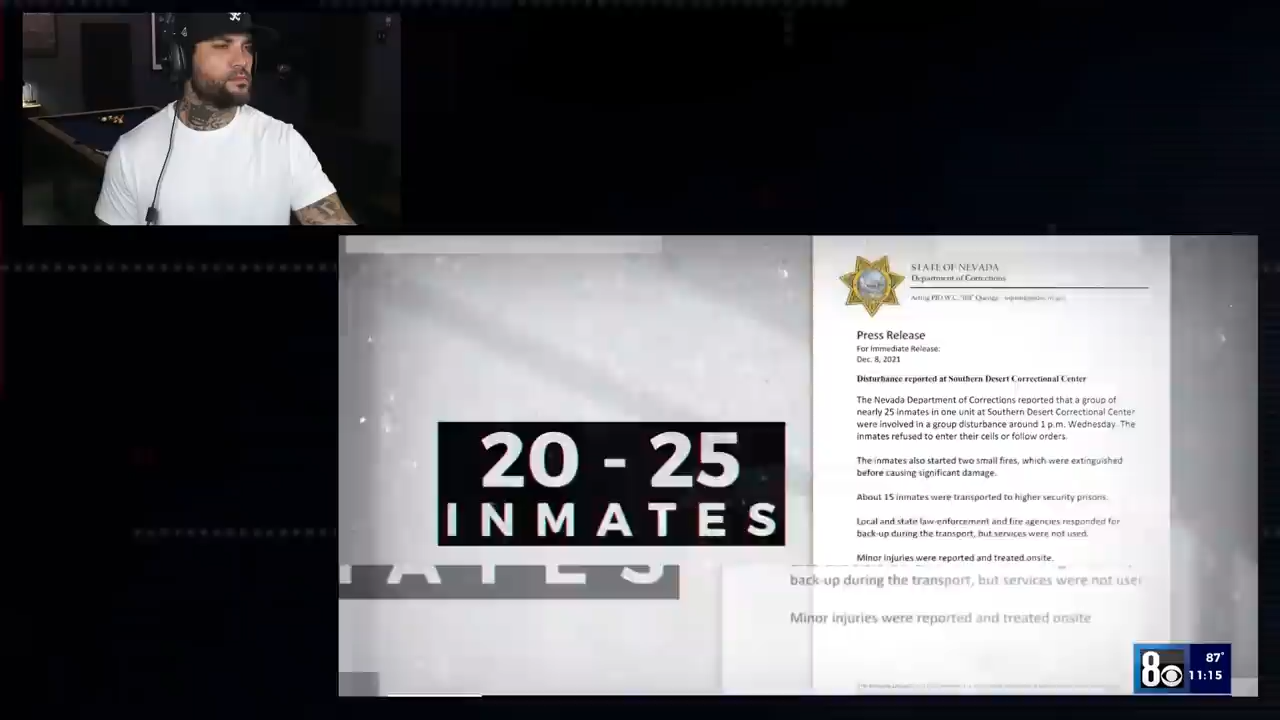 20 - 25
INMATES
STATE OF NEVADA
Department of Corrections
Press Release
For Immediate Release:
Dec. 8, 2021
Disturbance reported at Southern Desert Correctional Center
The Nevada Department of Corrections reported that a group of
nearly 25 inmates in one unit at Southern Desert Correctional Center
were involved in a group disturbance around 1 p.m. Wednesday. The
inmates refused to enter their cells or follow orders.
The inmates also started two small fires, which were extinguished
before causing significant damage.
About 15 inmates were transported to higher security prisons.
Local and state law-enforcement and fire agencies responded for
back-up during the transport, but services were not used.
Minor injuries were reported and treated onsite.
back-up during the transport, but services were not
Minor injuries were reported and treated onsite
8
87°
11:15